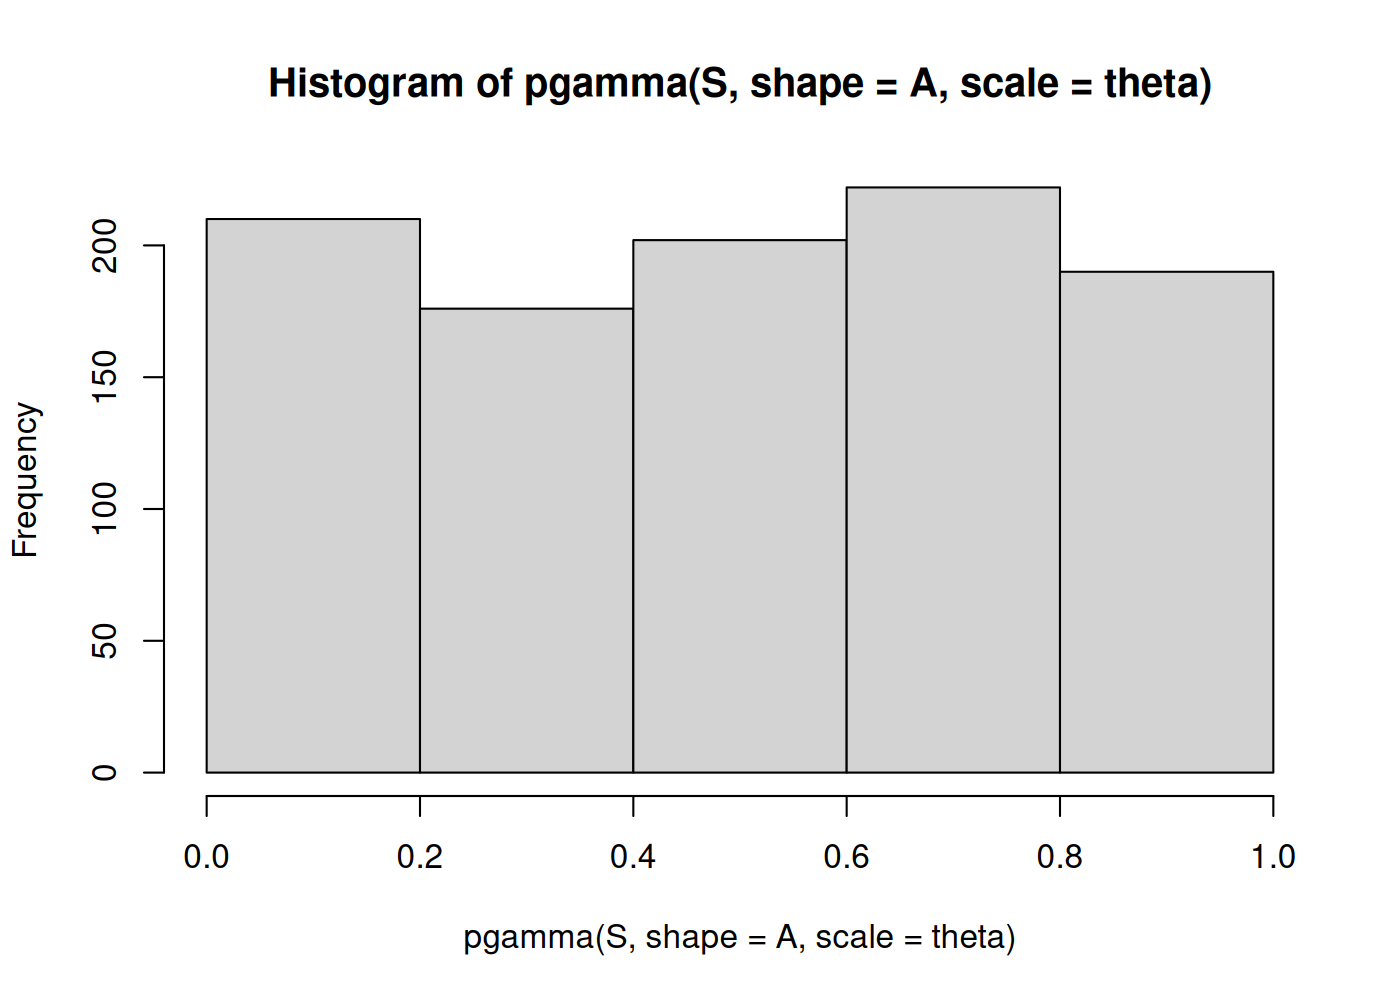 Histogram of pgamma(S, shape = A, scale = theta)
Frequency
200
150
100
50
0
0.0 0.2 0.4 0.6 0.8 1.0
pgamma(S, shape = A, scale = theta)